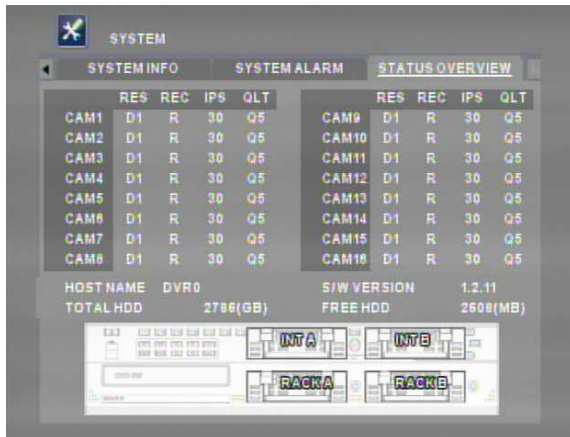 SYSTEM
SYSTEM INFO SYSTEM ALARM STATUS OVERVIEW
RES REC IPS QLT RES REC IPS QLT
CAM1 D1 R 30 Q5 CAM9 D1 R 30 Q5
CAM2 D1 R 30 Q5 CAM10 D1 R 30 Q5
CAM3 D1 R 30 Q5 CAM11 D1 R 30 Q5
CAM4 D1 R 30 Q5 CAM12 D1 R 30 Q5
CAM5 D1 R 30 Q5 CAM13 D1 R 30 Q5
CAM6 D1 R 30 Q5 CAM14 D1 R 30 Q5
CAM7 D1 R 30 Q5 CAM15 D1 R 30 Q5
CAM8 D1 R 30 Q5 CAM16 D1 R 30 Q5
HOST NAME DVR0 S/W VERSION 1.2.11
TOTAL HDD 2786(GB) FREE HDD 2608(MB)
INT A INT B
RACK A RACK B